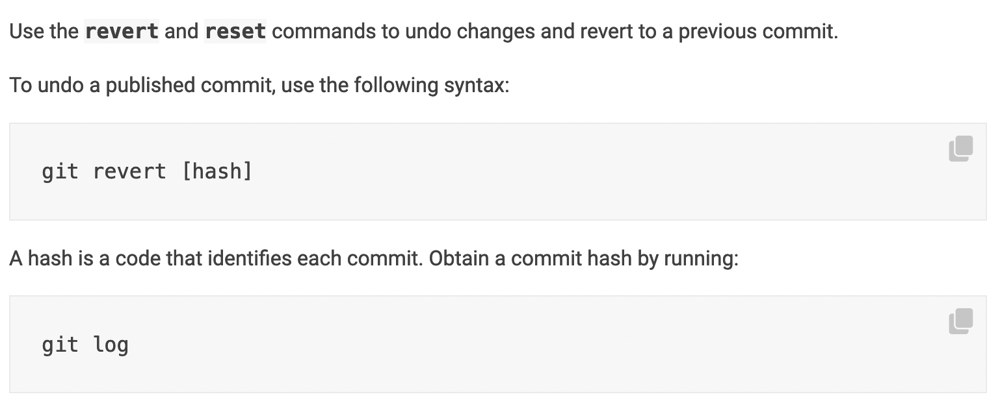 Use the revert and reset commands to undo changes and revert to a previous commit.
To undo a published commit, use the following syntax:
git revert [hash]
A hash is a code that identifies each commit. Obtain a commit hash by running:
git log